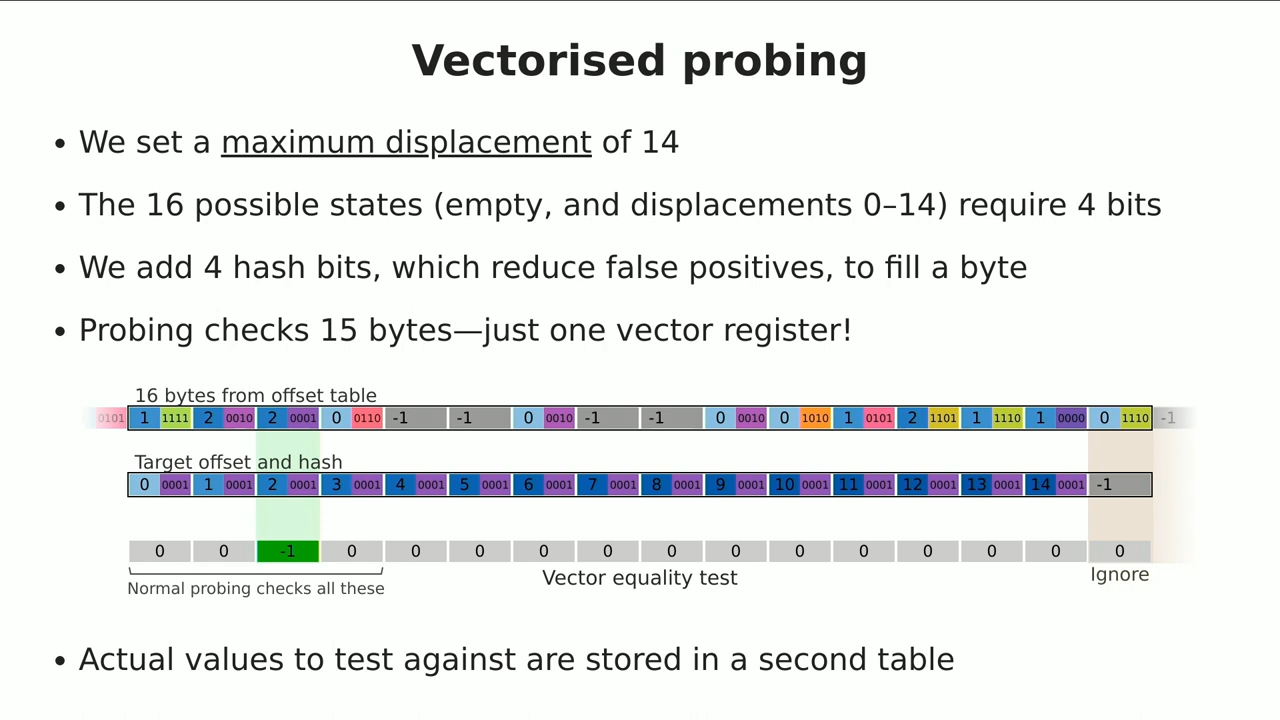 Vectorised probing
• We set a maximum displacement of 14
• The 16 possible states (empty, and displacements 0–14) require 4 bits
• We add 4 hash bits, which reduce false positives, to fill a byte
• Probing checks 15 bytes—just one vector register!
16 bytes from offset table
0101 1 1111 2 0010 2 0001 0 0110 -1 -1 0 0010 -1 -1 0 0010 0 1010 1 0101 2 1101 1 1110 1 0000 0 1110 -1
Target offset and hash
0 0001 1 0001 2 0001 3 0001 4 0001 5 0001 6 0001 7 0001 8 0001 9 0001 10 0001 11 0001 12 0001 13 0001 14 0001 -1
0 0 -1 0 0 0 0 0 0 0 0 0 0 0 0 0
Normal probing checks all these Vector equality test Ignore
• Actual values to test against are stored in a second table